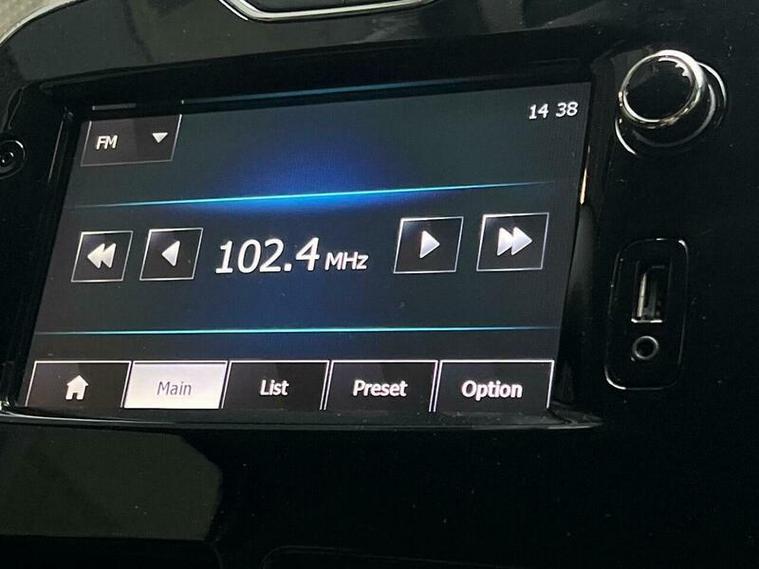 FM
14 38
102.4 MHz
Main
List
Preset
Option